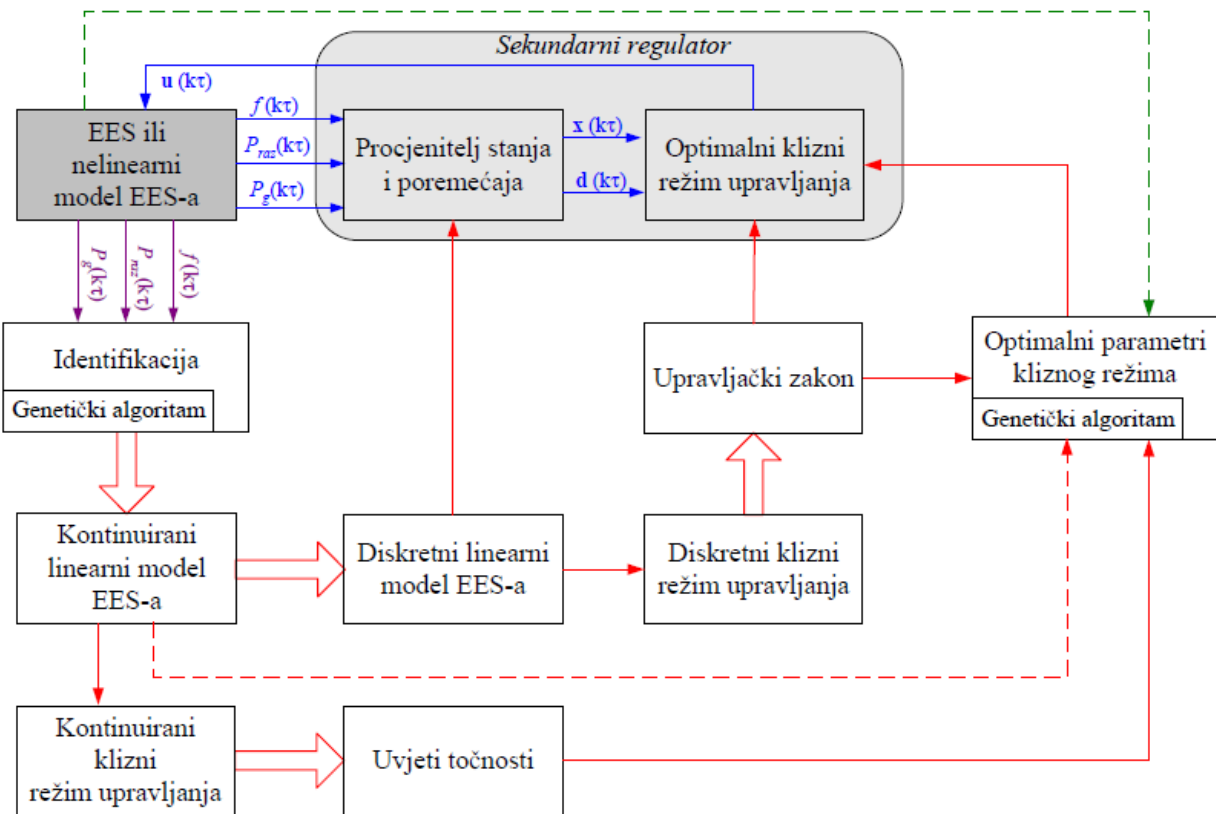 Sekundarni regulator
u (kτ)
EES ili
nelinearni
model EES-a
f (kτ)
P_raz(kτ)
P_g(kτ)
Procjenitelj stanja
i poremećaja
x (kτ)
d (kτ)
Optimalni klizni
režim upravljanja
P_g(kτ)
P_raz(kτ)
f (kτ)
Identifikacija
Genetički algoritam
Upravljački zakon
Optimalni parametri
kliznog režima
Genetički algoritam
Kontinuirani
linearni model
EES-a
Diskretni linearni
model EES-a
Diskretni klizni
režim upravljanja
Kontinuirani
klizni
režim upravljanja
Uvjeti točnosti